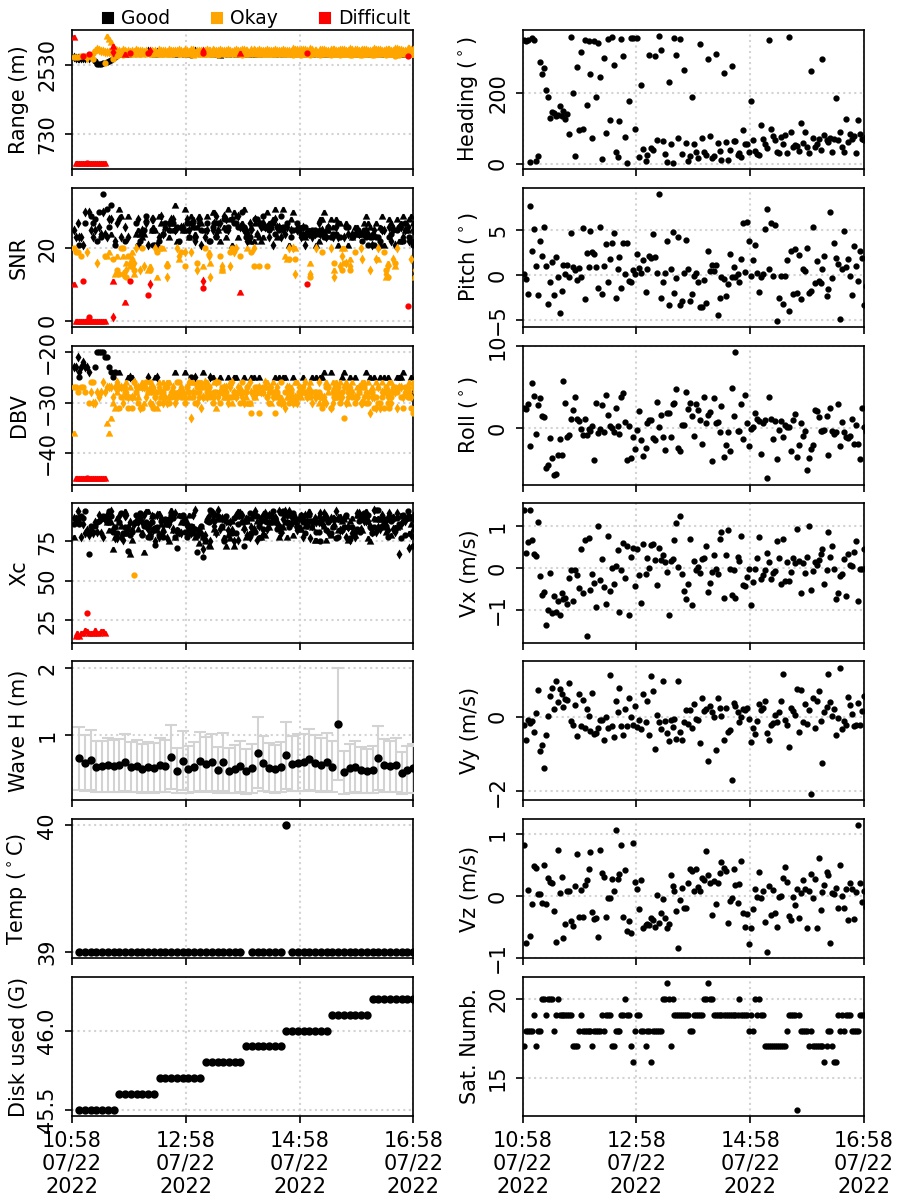 Good Okay Difficult
Range (m)
2530
730
Heading (°)
200
0
SNR
20
0
Pitch (°)
5
0
−5
DBV
−20
−30
−40
Roll (°)
10
0
Xc
75
50
25
Vx (m/s)
1
0
−1
Wave H (m)
2
1
Vy (m/s)
0
−2
Temp (°C)
40
39
Vz (m/s)
1
0
−1
Disk used (G)
46.0
45.5
Sat. Numb.
20
15
10:58 12:58 14:58 16:58 10:58 12:58 14:58 16:58
07/22 07/22 07/22 07/22 07/22 07/22 07/22 07/22
2022 2022 2022 2022 2022 2022 2022 2022